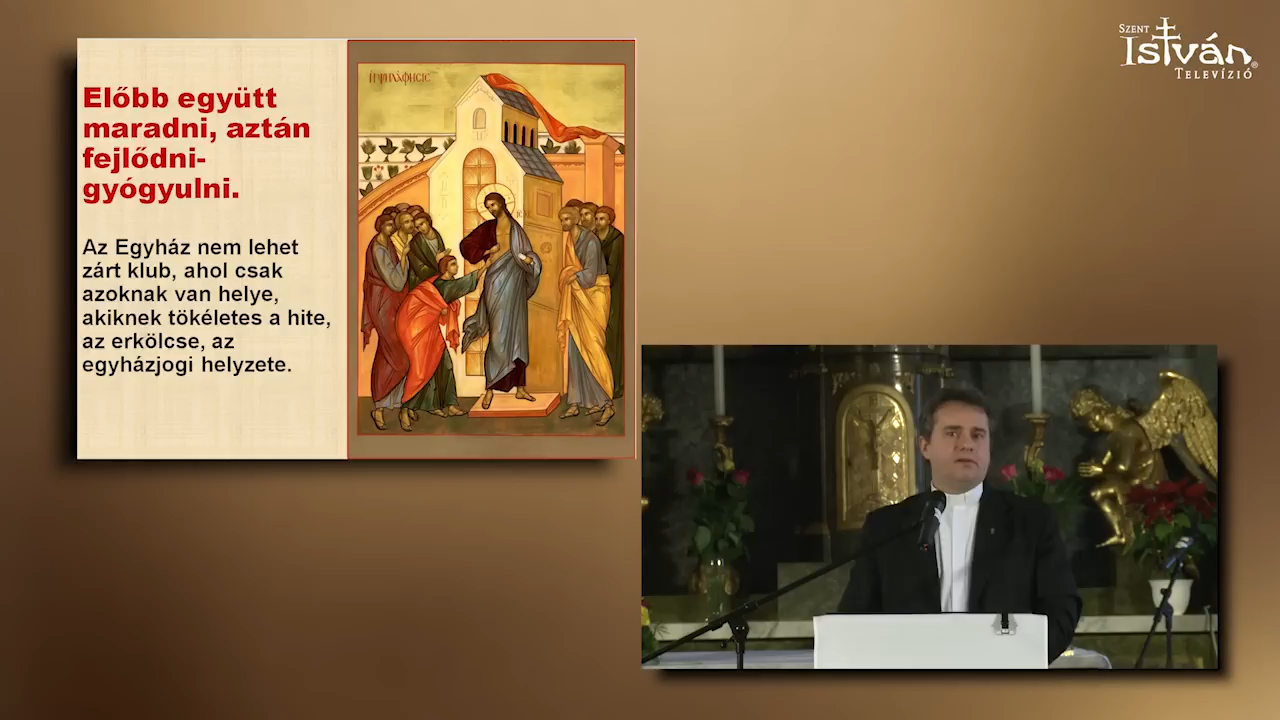 Előbb együtt
maradni, aztán
fejlődni-
gyógyulni.
Az Egyház nem lehet
zárt klub, ahol csak
azoknak van helye,
akiknek tökéletes a hite,
az erkölcse, az
egyházjogi helyzete.
SZENT
István®
TELEVÍZIÓ